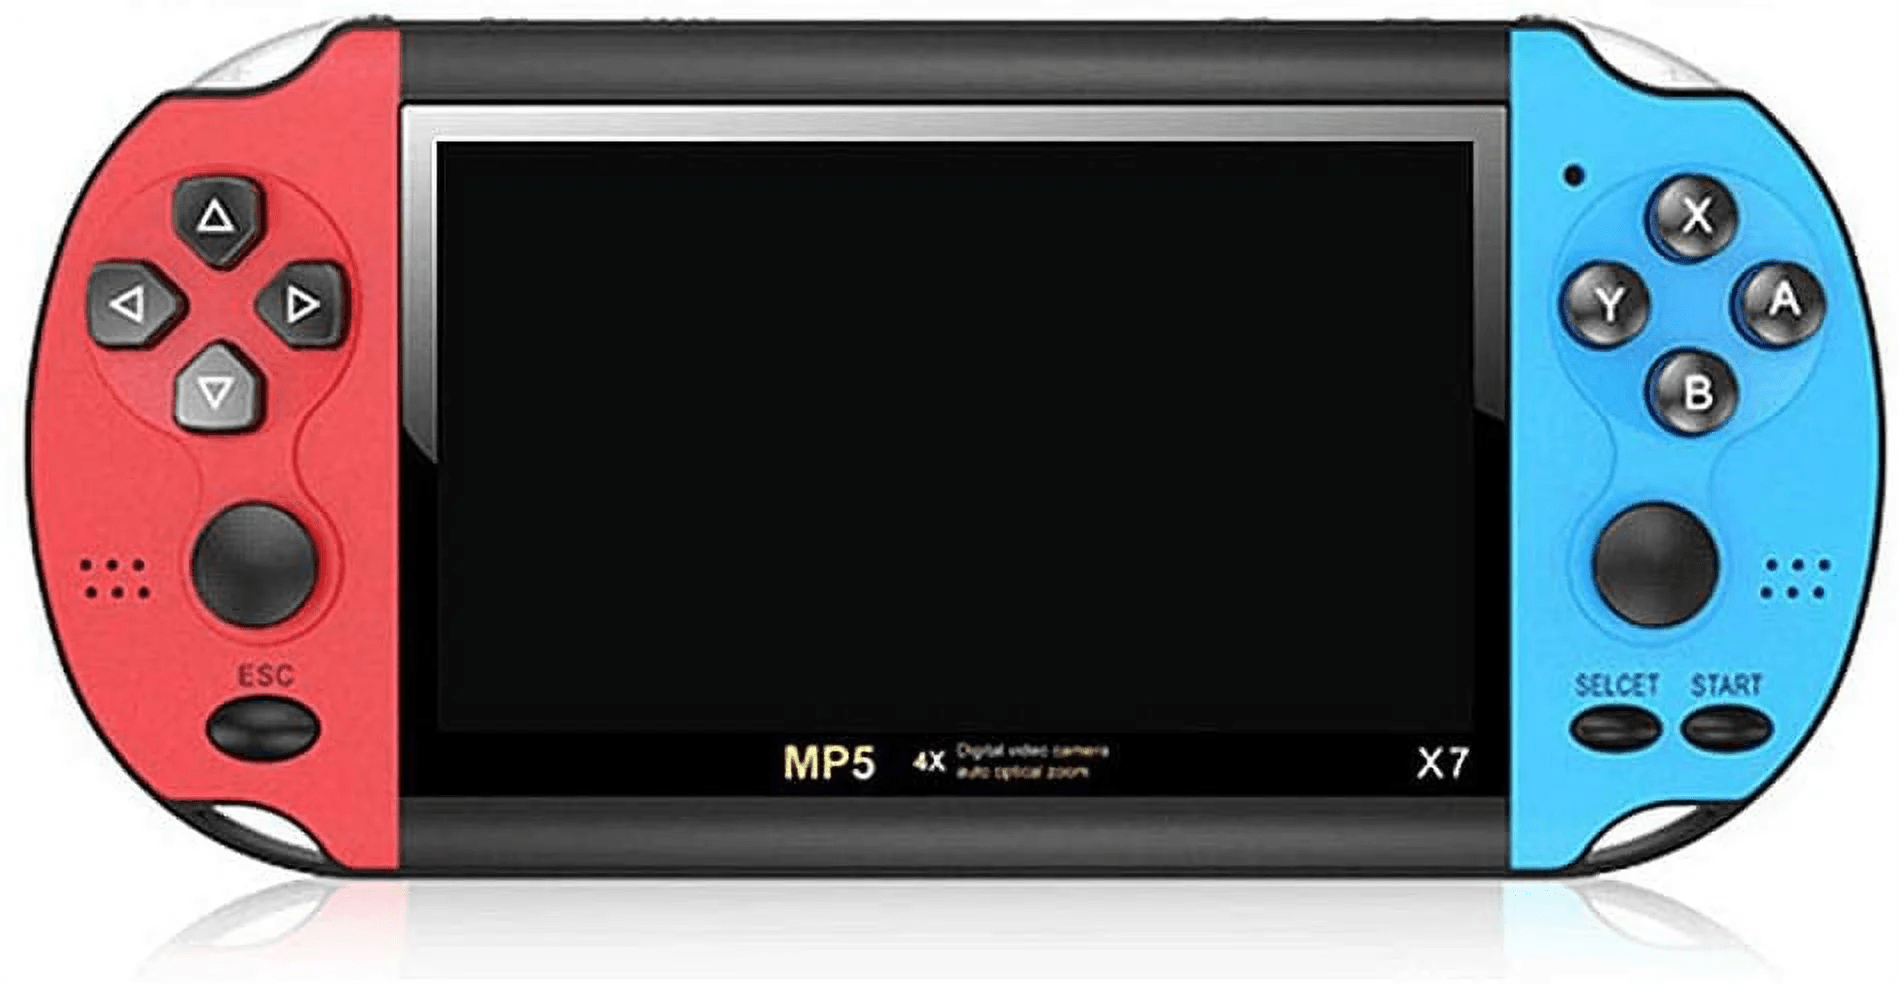 X
Y
A
B
ESC
SELCET START
MP5 4X Digital video camera
auto optical zoom
X7